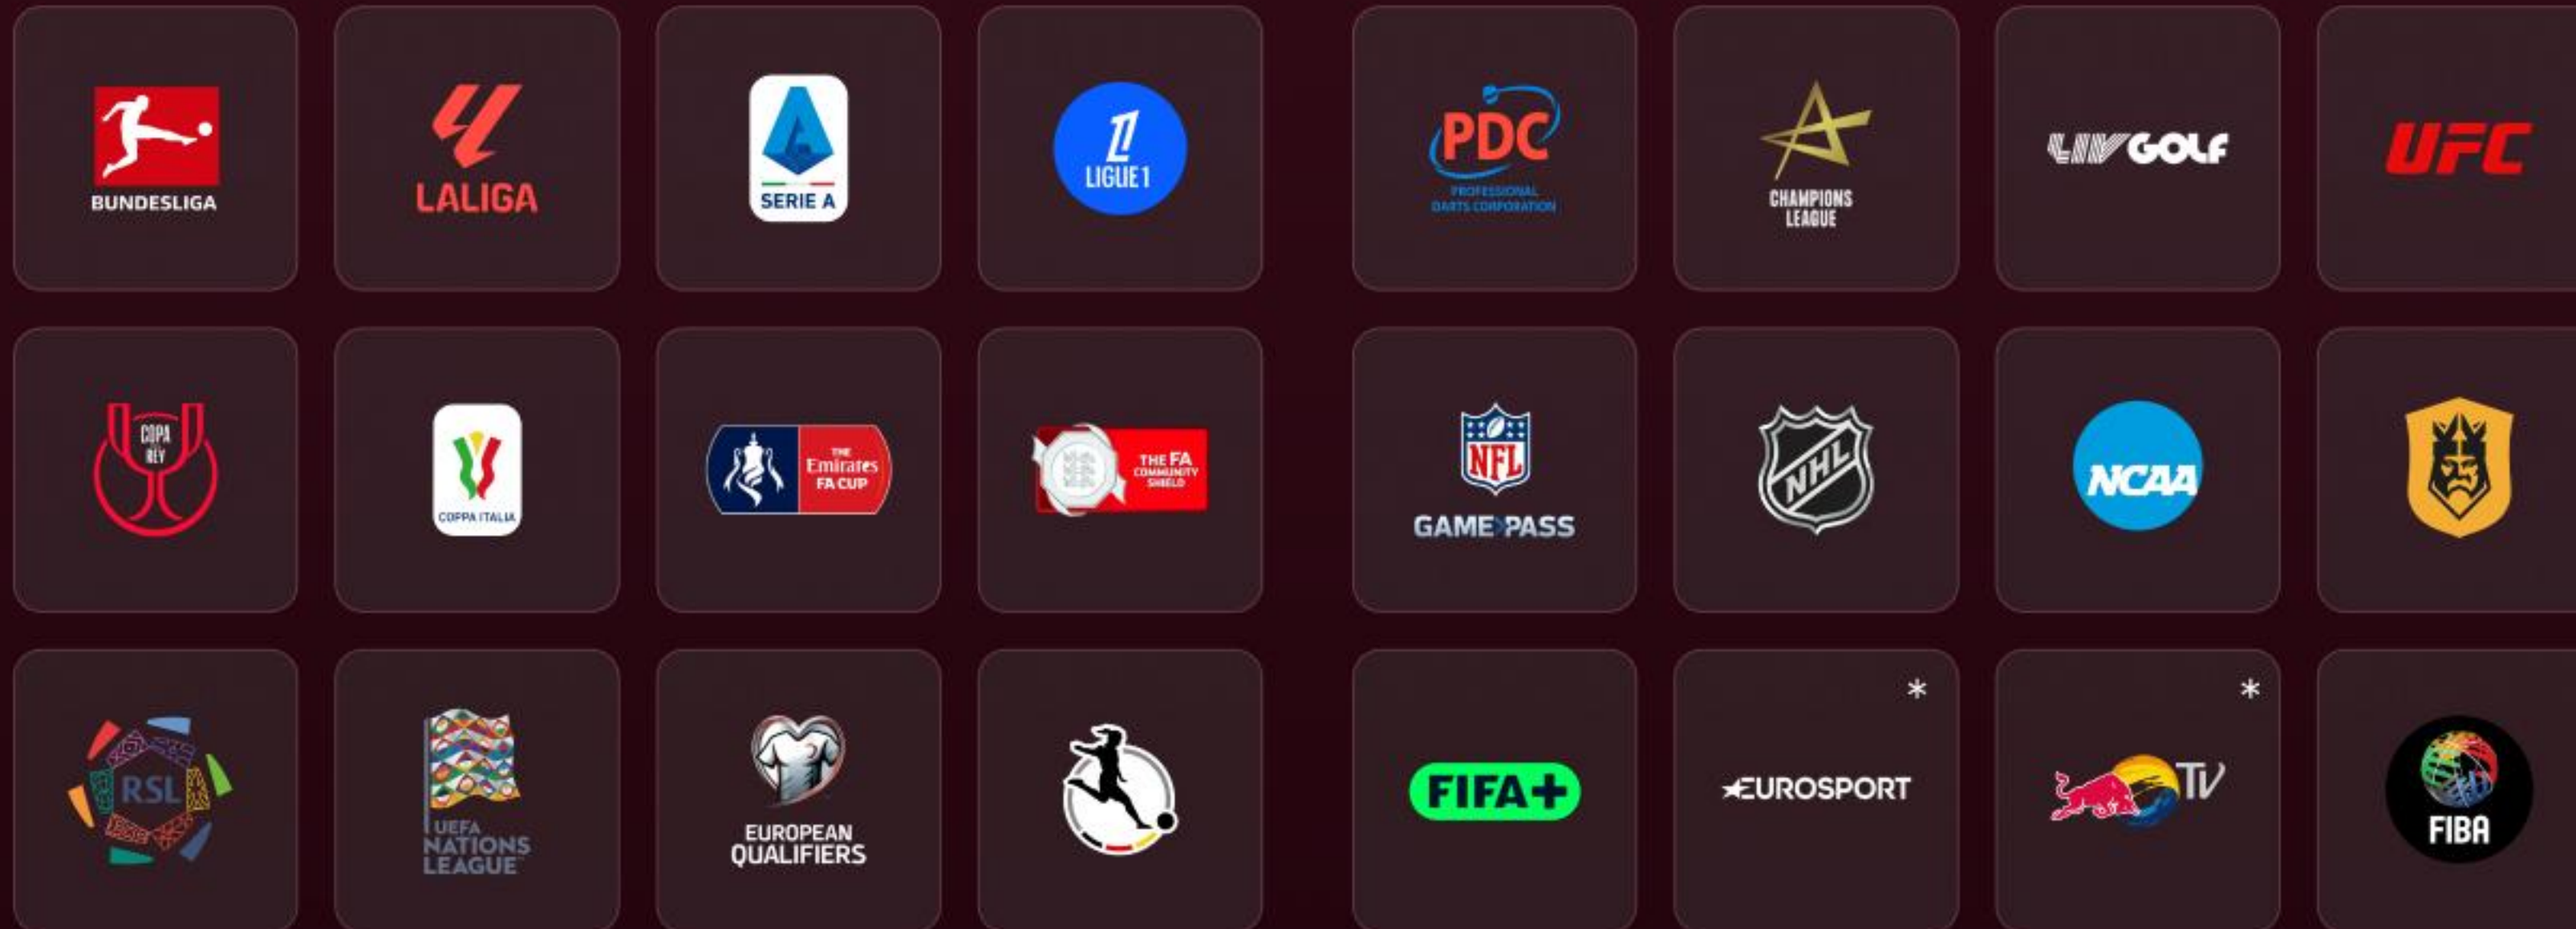 BUNDESLIGA
LALIGA
SERIE A
LIGUE 1
PDC
PROFESSIONAL
DARTS CORPORATION
CHAMPIONS
LEAGUE
LIV GOLF
UFC
COPA
REY
COPPA ITALIA
THE
Emirates
FA CUP
THE FA
COMMUNITY
SHIELD
NFL
GAME PASS
NHL
NCAA
RSL
UEFA
NATIONS
LEAGUE™
EUROPEAN
QUALIFIERS
FIFA+
*
EUROSPORT
*
TV
FIBA